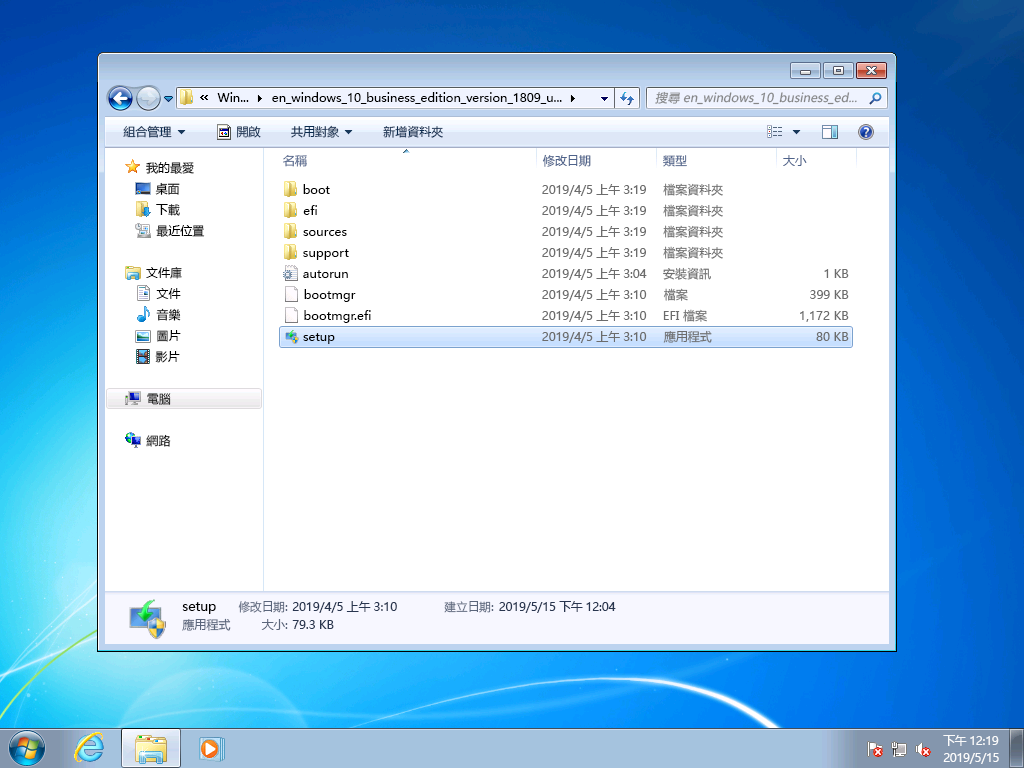 « Win... ▸ en_windows_10_business_edition_version_1809_u... ▸
搜尋 en_windows_10_business_ed...
組合管理 開啟 共用對象 新增資料夾
名稱 修改日期 類型 大小
我的最愛
桌面
下載
最近位置
文件庫
文件
音樂
圖片
影片
電腦
網路
boot 2019/4/5 上午 3:19 檔案資料夾
efi 2019/4/5 上午 3:19 檔案資料夾
sources 2019/4/5 上午 3:19 檔案資料夾
support 2019/4/5 上午 3:19 檔案資料夾
autorun 2019/4/5 上午 3:04 安裝資訊 1 KB
bootmgr 2019/4/5 上午 3:10 檔案 399 KB
bootmgr.efi 2019/4/5 上午 3:10 EFI 檔案 1,172 KB
setup 2019/4/5 上午 3:10 應用程式 80 KB
setup 修改日期: 2019/4/5 上午 3:10 建立日期: 2019/5/15 下午 12:04
應用程式 大小: 79.3 KB
下午 12:19
2019/5/15